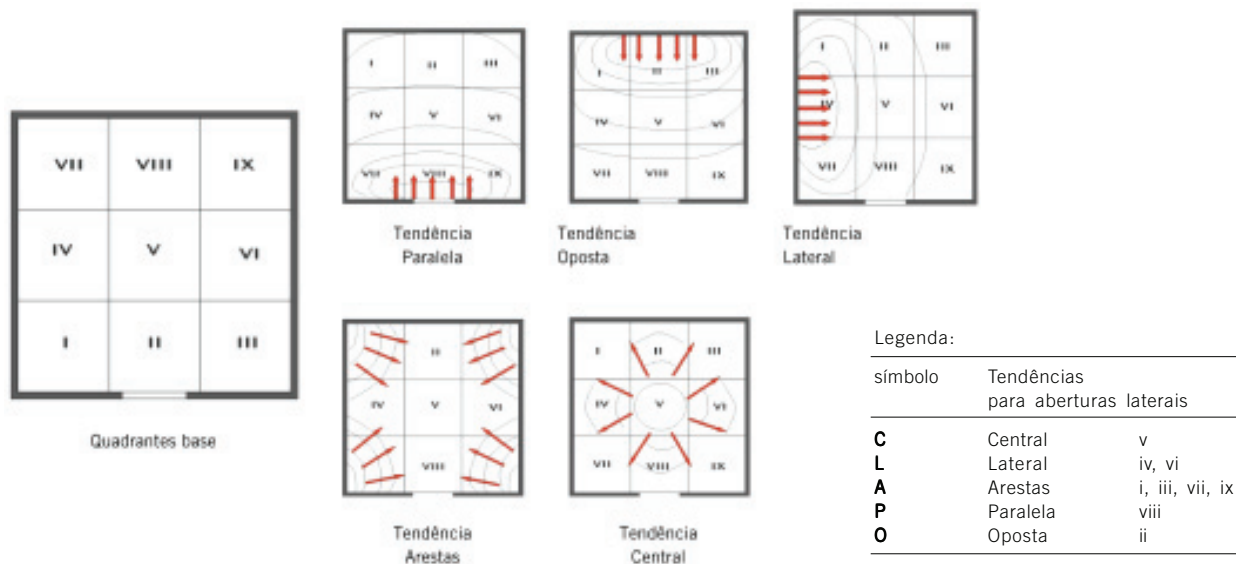 VII VIII IX
IV V VI
I II III
Quadrantes base
I II III
IV V VI
VII VIII IX
Tendência
Paralela
I II III
IV V VI
VII VIII IX
Tendência
Oposta
I II III
IV V VI
VII VIII IX
Tendência
Lateral
II
IV V VI
VIII
Tendência
Arestas
I II III
IV V VI
VII VIII IX
Tendência
Central
Legenda:
símbolo Tendências
para aberturas laterais
C Central v
L Lateral iv, vi
A Arestas i, iii, vii, ix
P Paralela viii
O Oposta ii